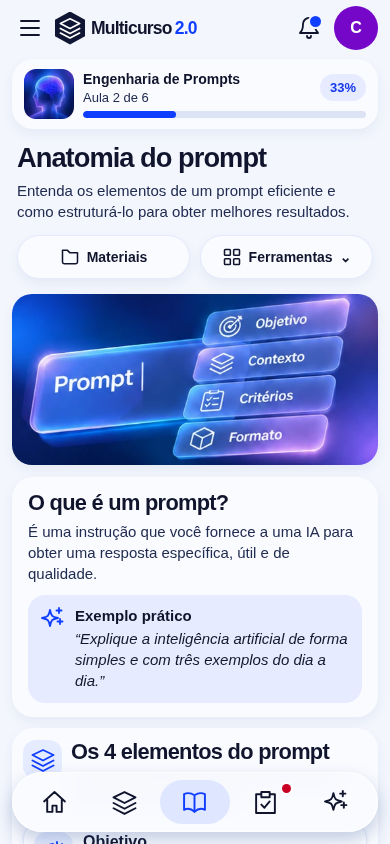 Multicurso 2.0
C
Engenharia de Prompts
Aula 2 de 6
33%
Anatomia do prompt
Entenda os elementos de um prompt eficiente e
como estruturá-lo para obter melhores resultados.
Materiais
Ferramentas
Prompt
Objetivo
Contexto
Critérios
Formato
O que é um prompt?
É uma instrução que você fornece a uma IA para
obter uma resposta específica, útil e de
qualidade.
Exemplo prático
“Explique a inteligência artificial de forma
simples e com três exemplos do dia a
dia.”
Os 4 elementos do prompt
Objetivo